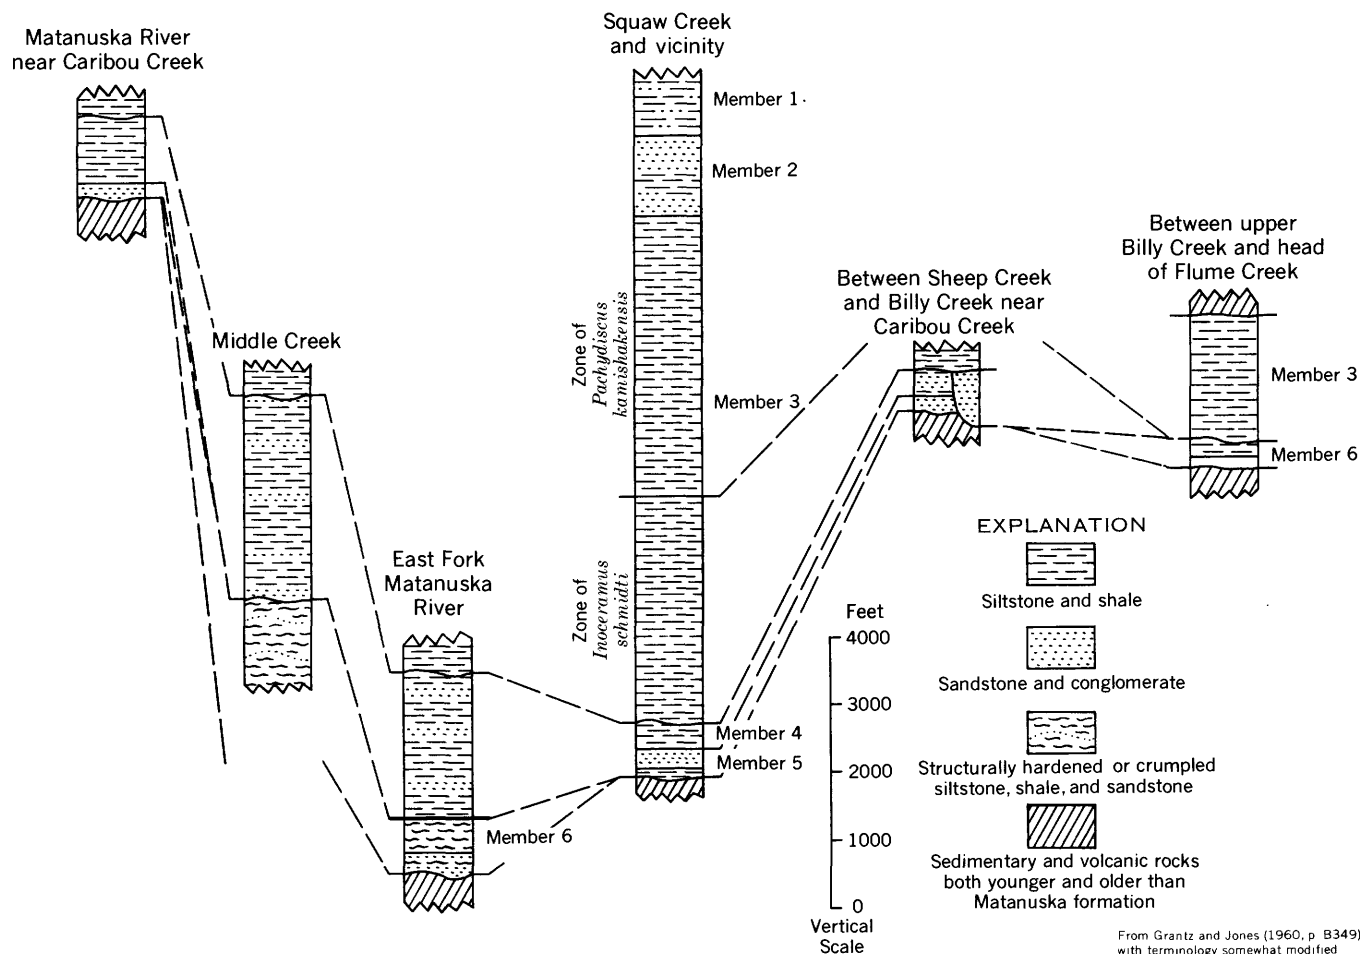 Matanuska River
near Caribou Creek
Squaw Creek
and vicinity
Member 1
Member 2
Zone of
Pachydiscus
kamishakensis
Member 3
Zone of
Inoceramus
schmidti
Member 4
Member 5
Middle Creek
East Fork
Matanuska
River
Member 6
Between Sheep Creek
and Billy Creek near
Caribou Creek
Between upper
Billy Creek and head
of Flume Creek
Member 3
Member 6
EXPLANATION
Siltstone and shale
Sandstone and conglomerate
Structurally hardened or crumpled
siltstone, shale, and sandstone
Sedimentary and volcanic rocks
both younger and older than
Matanuska formation
Feet
4000
3000
2000
1000
0
Vertical
Scale
From Grantz and Jones (1960, p B349)
with terminology somewhat modified